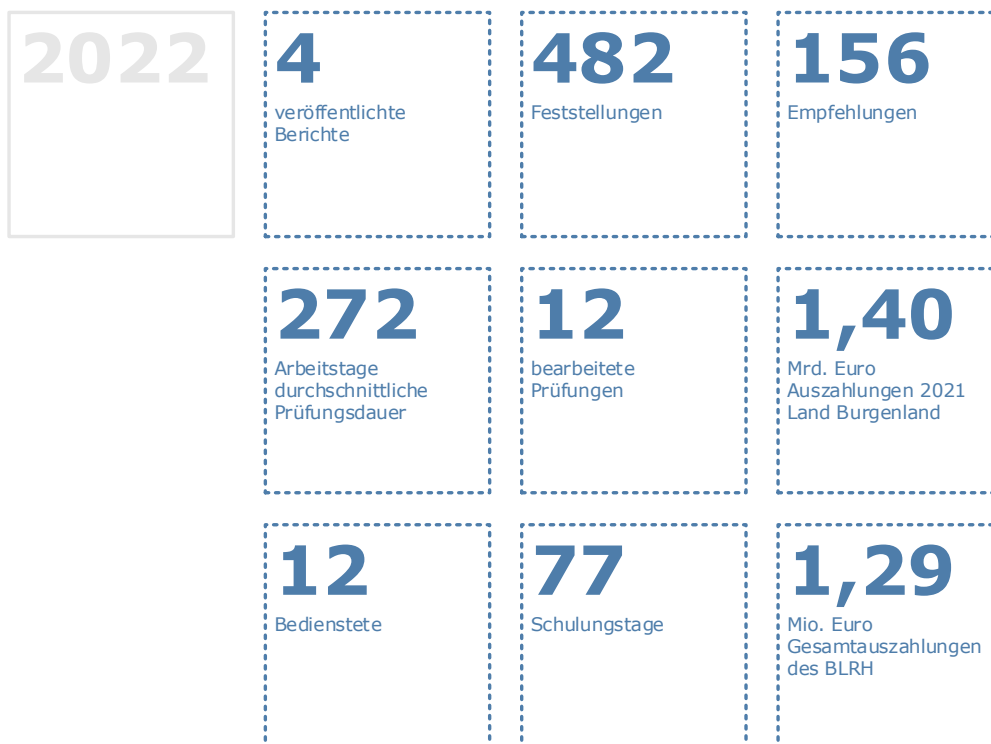 2022
4
veröffentlichte
Berichte
482
Feststellungen
156
Empfehlungen
272
Arbeitstage
durchschnittliche
Prüfungsdauer
12
bearbeitete
Prüfungen
1,40
Mrd. Euro
Auszahlungen 2021
Land Burgenland
12
Bedienstete
77
Schulungstage
1,29
Mio. Euro
Gesamtauszahlungen
des BLRH